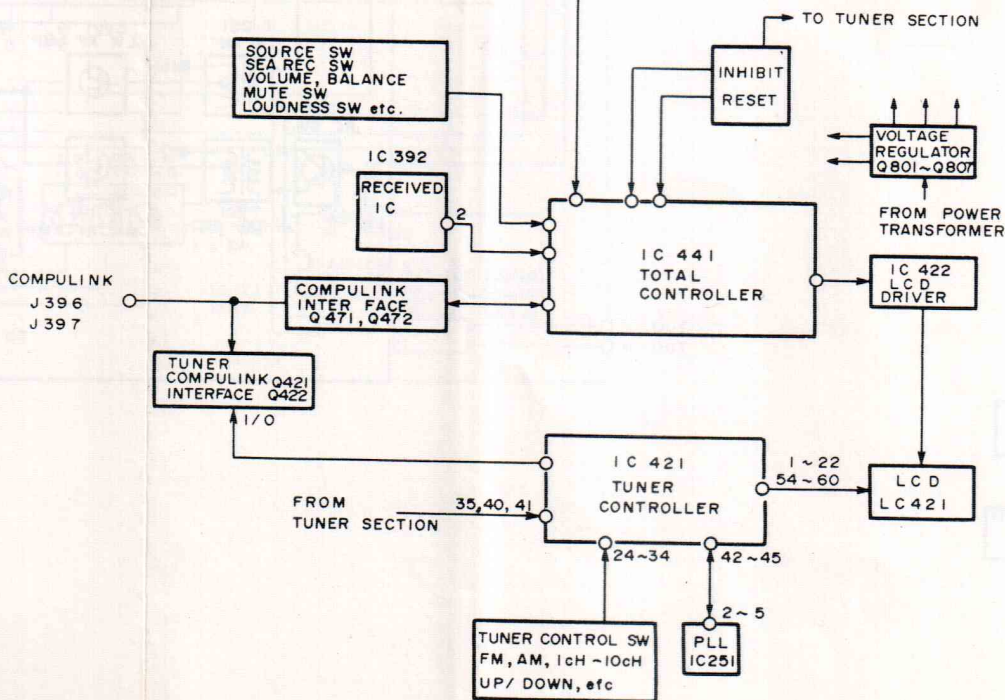 TO TUNER SECTION
SOURCE SW
SEA REC SW
VOLUME, BALANCE
MUTE SW
LOUDNESS SW etc.
INHIBIT
RESET
VOLTAGE
REGULATOR
Q801~Q807
FROM POWER
TRANSFORMER
IC 392
RECEIVED
IC
2
IC 441
TOTAL
CONTROLLER
IC 422
LCD
DRIVER
COMPULINK
J396
J397
COMPULINK
INTER FACE
Q471, Q472
TUNER
COMPULINK Q421
INTERFACE Q422
1/0
IC 421
TUNER
CONTROLLER
1~22
54~60
LCD
LC421
FROM
TUNER SECTION
35,40,41
24~34
42~45
2~5
TUNER CONTROL SW
FM, AM, 1cH~10cH
UP/ DOWN, efc
PLL
IC251